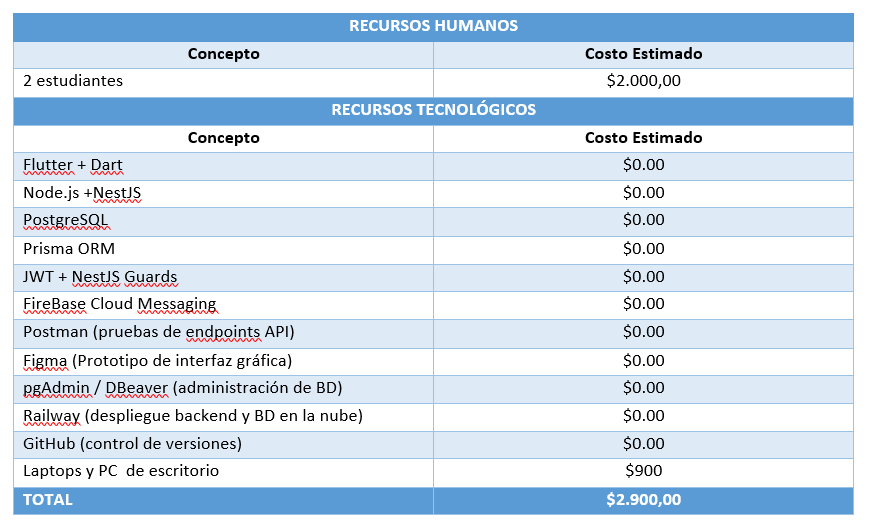 RECURSOS HUMANOS
Concepto Costo Estimado
2 estudiantes $2.000,00
RECURSOS TECNOLÓGICOS
Concepto Costo Estimado
Flutter + Dart $0.00
Node.js +NestJS $0.00
PostgreSQL $0.00
Prisma ORM $0.00
JWT + NestJS Guards $0.00
FireBase Cloud Messaging $0.00
Postman (pruebas de endpoints API) $0.00
Figma (Prototipo de interfaz gráfica) $0.00
pgAdmin / DBeaver (administración de BD) $0.00
Railway (despliegue backend y BD en la nube) $0.00
GitHub (control de versiones) $0.00
Laptops y PC  de escritorio $900
TOTAL $2.900,00